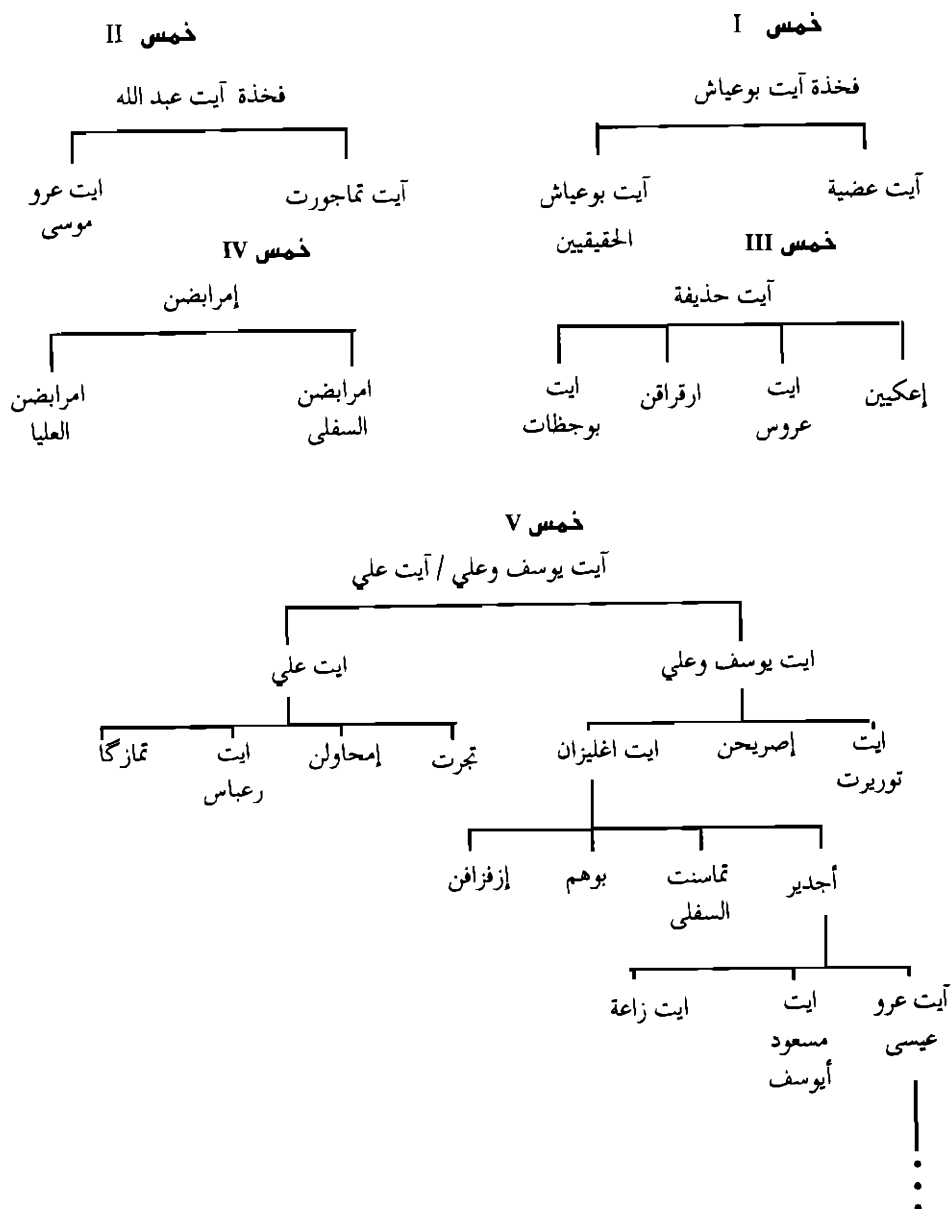 خمس I
فخذة آيت بوعياش
آيت عضية
آيت بوعياش
الحقيقيين
خمس II
فخذة آيت عبد الله
آيت تماجورت
ايت عرو
موسى
خمس III
آيت حذيفة
إعكيين
ايت
عروس
ارقراقن
ايت
بوجظات
خمس IV
إمرابضن
امرابضن
السفلى
امرابضن
العليا
خمس V
آيت يوسف وعلي / آيت علي
ايت يوسف وعلي
ايت علي
ايت
توريرت
إصريحن
ايت اغليزان
تجرت
إمحاولن
ايت
رعباس
تمازگا
أجدير
تماسنت
السفلى
بوهم
إزفزافن
آيت عرو
عيسى
ايت
مسعود
أيوسف
ايت زاعة